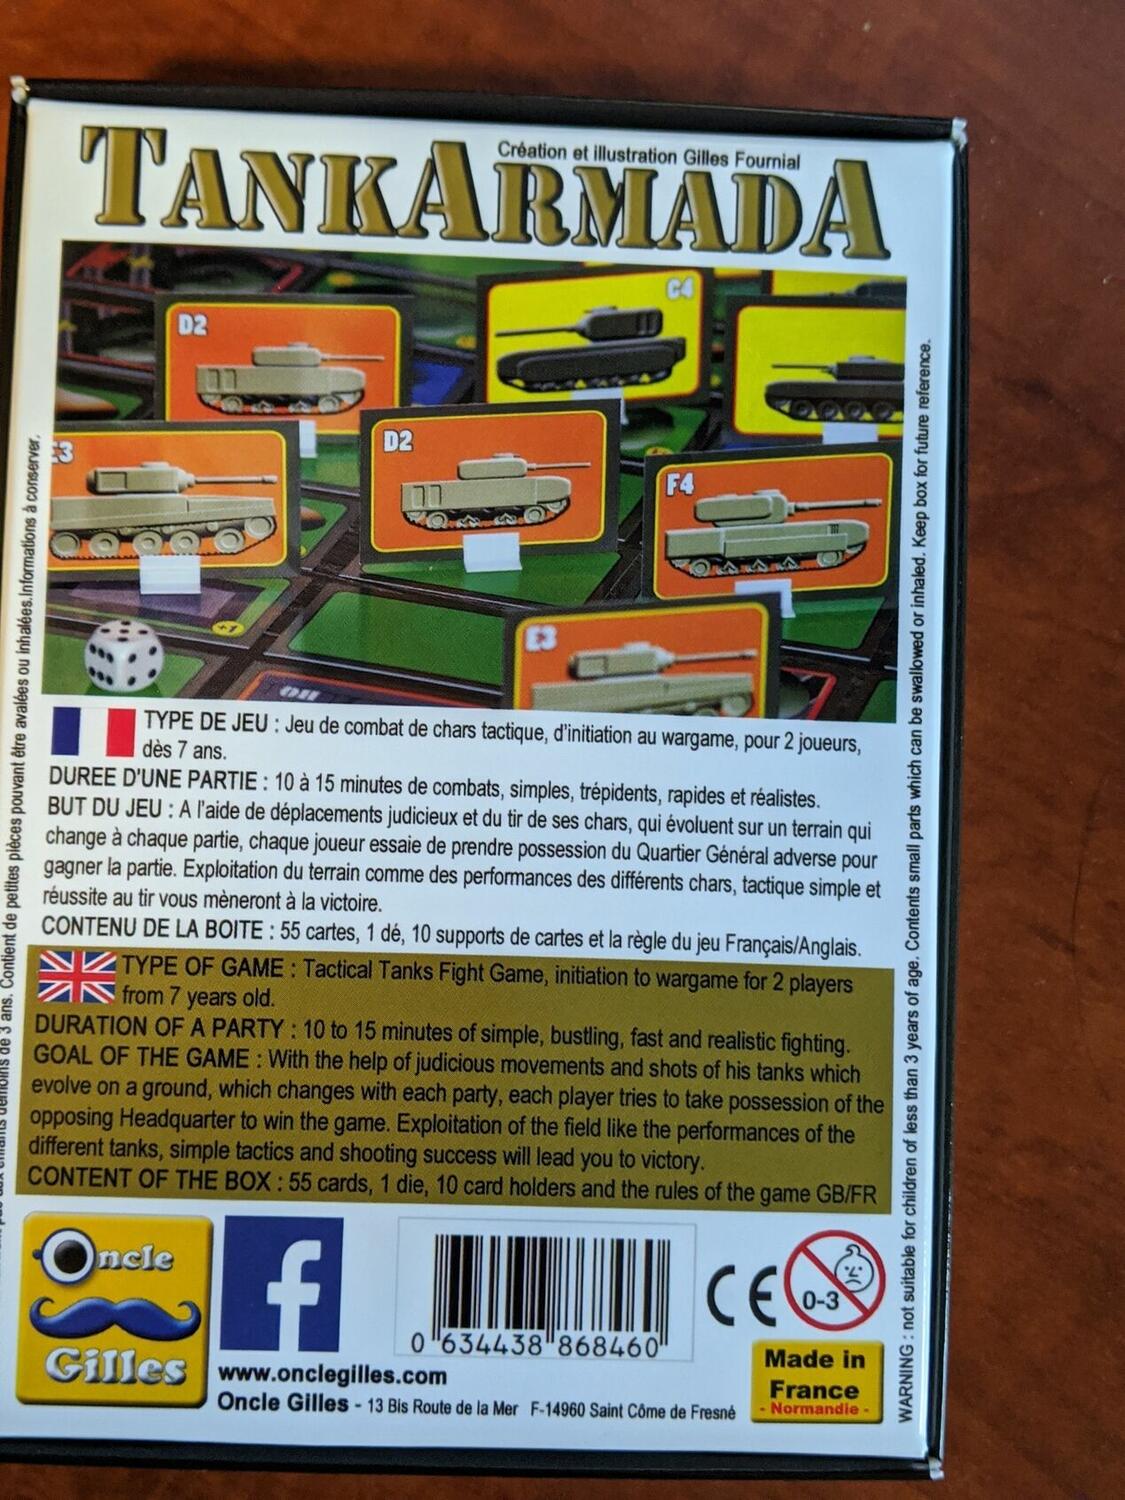 TANKARMADA
Création et illustration Gilles Fournial
D2
C4
E3
D2
F4
E3
+1
TYPE DE JEU : Jeu de combat de chars tactique, d'initiation au wargame, pour 2 joueurs,
dès 7 ans.
DUREE D'UNE PARTIE : 10 à 15 minutes de combats, simples, trépidents, rapides et réalistes.
BUT DU JEU : A l'aide de déplacements judicieux et du tir de ses chars, qui évoluent sur un terrain qui
change à chaque partie, chaque joueur essaie de prendre possession du Quartier Général adverse pour
gagner la partie. Exploitation du terrain comme des performances des différents chars, tactique simple et
réussite au tir vous mèneront à la victoire.
CONTENU DE LA BOITE : 55 cartes, 1 dé, 10 supports de cartes et la règle du jeu Français/Anglais.
TYPE OF GAME : Tactical Tanks Fight Game, initiation to wargame for 2 players
from 7 years old.
DURATION OF A PARTY : 10 to 15 minutes of simple, bustling, fast and realistic fighting.
GOAL OF THE GAME : With the help of judicious movements and shots of his tanks which
evolve on a ground, which changes with each party, each player tries to take possession of the
opposing Headquarter to win the game. Exploitation of the field like the performances of the
different tanks, simple tactics and shooting success will lead you to victory.
CONTENT OF THE BOX : 55 cards, 1 die, 10 card holders and the rules of the game GB/FR
Oncle
Gilles
f
0 634438 868460
CE
0-3
www.onclegilles.com
Oncle Gilles - 13 Bis Route de la Mer F-14960 Saint Côme de Fresné
Made in
France
- Normandie -
aux enfants demoins de 3 ans. Contient de petites pièces pouvant être avalées ou inhalées.Informations à conserver.
WARNING : not suitable for children of less than 3 years of age. Contents small parts which can be swallowed or inhaled. Keep box for future reference.